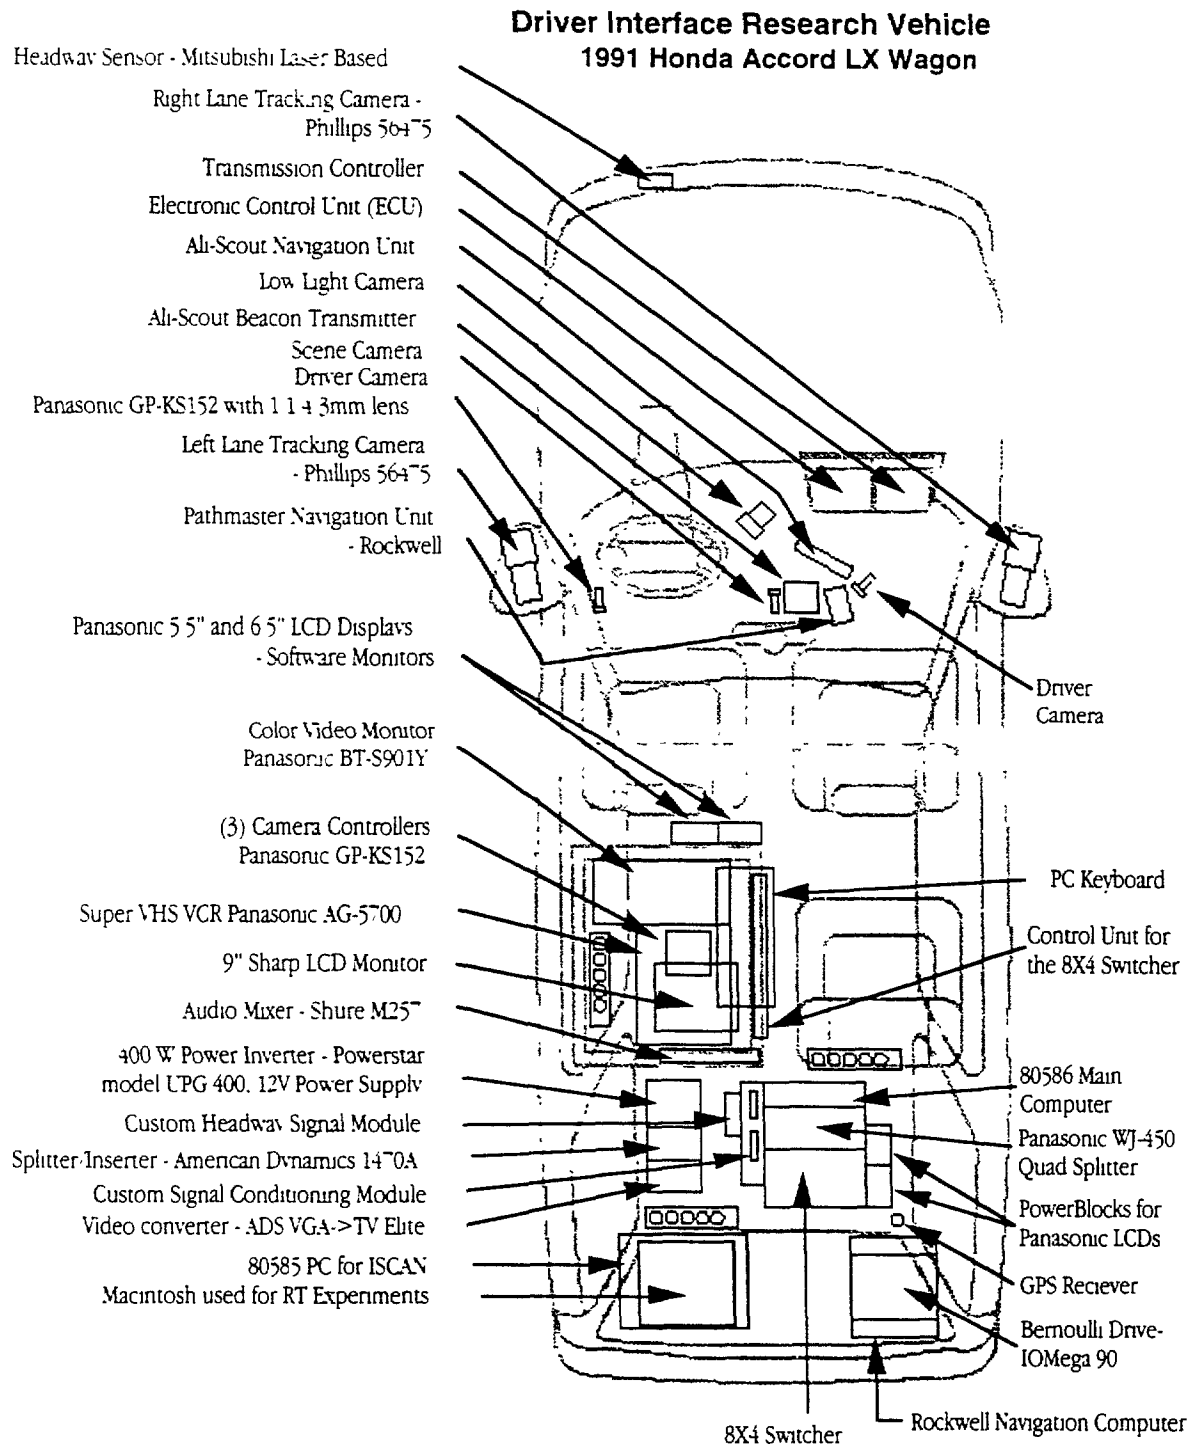 Driver Interface Research Vehicle
1991 Honda Accord LX Wagon
Headway Sensor - Mitsubishi Laser Based
Right Lane Tracking Camera -
Phillips 56475
Transmission Controller
Electronic Control Unit (ECU)
Ali-Scout Navigation Unit
Low Light Camera
Ali-Scout Beacon Transmitter
Scene Camera
Driver Camera
Panasonic GP-KS152 with 1 1 4 3mm lens
Left Lane Tracking Camera
- Phillips 56475
Pathmaster Navigation Unit
- Rockwell
Panasonic 5 5" and 6 5" LCD Displays
- Software Monitors
Driver
Camera
Color Video Monitor
Panasonic BT-S901Y
(3) Camera Controllers
Panasonic GP-KS152
PC Keyboard
Super VHS VCR Panasonic AG-5700
Control Unit for
the 8X4 Switcher
9" Sharp LCD Monitor
Audio Mixer - Shure M257
400 W Power Inverter - Powerstar
model UPG 400, 12V Power Supply
80586 Main
Computer
Custom Headway Signal Module
Panasonic WJ-450
Quad Splitter
Splitter/Inserter - American Dynamics 1470A
Custom Signal Conditioning Module
Video converter - ADS VGA->TV Elite
PowerBlocks for
Panasonic LCDs
80585 PC for ISCAN
GPS Reciever
Macintosh used for RT Experiments
Bernoulli Drive-
IOMega 90
8X4 Switcher
Rockwell Navigation Computer